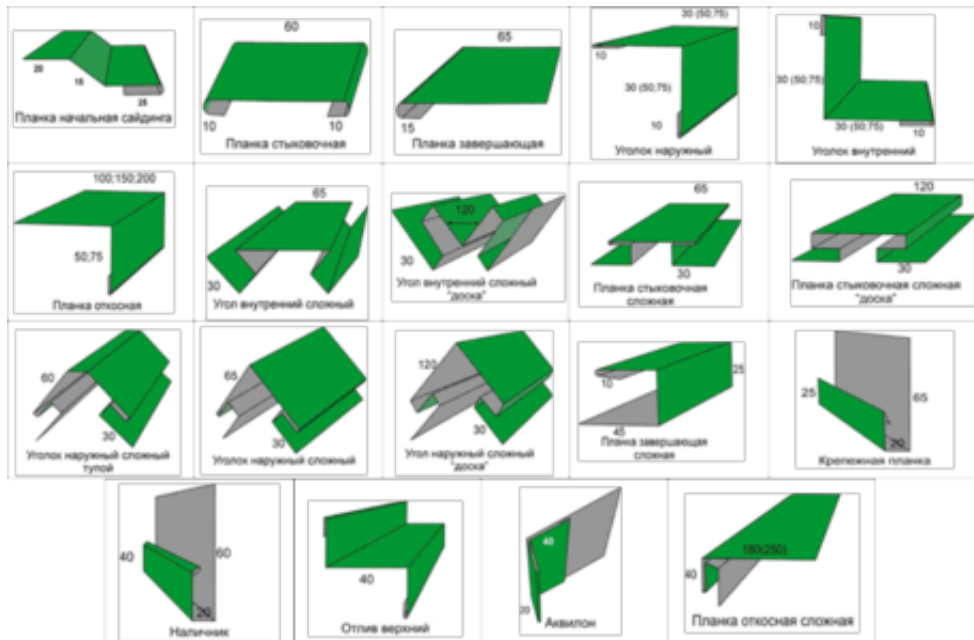 20
15
25
Планка начальная сайдинга
60
10
10
Планка стыковочная
65
15
Планка завершающая
30 (50;75)
10
30 (50;75)
10
Уголок наружный
10
30 (50;75)
30 (50;75)
10
Уголок внутренний
100;150;200
50;75
Планка откосная
65
30
Угол внутренний сложный
120
30
Угол внутренний сложный
"доска"
65
30
Планка стыковочная
сложная
120
30
Планка стыковочная сложная
"доска"
60
30
Уголок наружный сложный
тупой
65
30
Уголок наружный сложный
120
30
Угол наружный сложный
"доска"
25
10
45
Планка завершающая
сложная
25
65
20
Крепежная планка
40
60
20
Наличник
40
Отлив верхний
40
20
Аквилон
180(250)
40
Планка откосная сложная